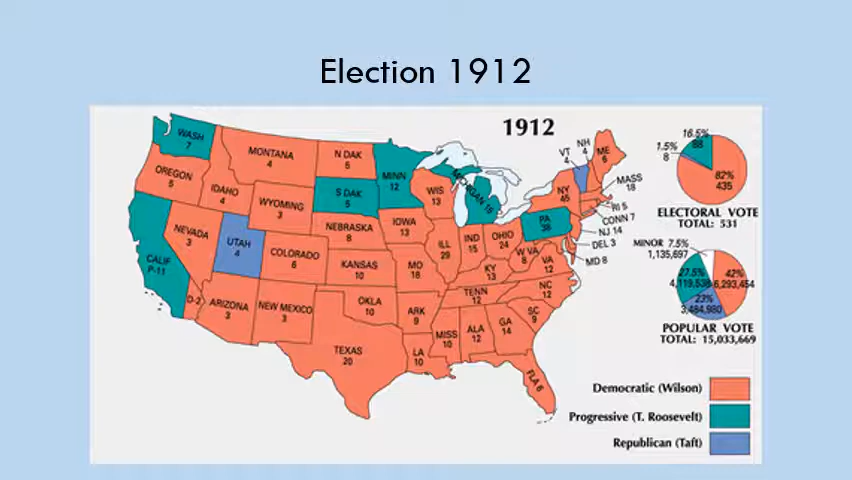 Election 1912
1912
WASH
7
OREGON
5
CALIF
P-11
D-2
NEVADA
3
IDAHO
4
MONTANA
4
WYOMING
3
UTAH
4
ARIZONA
3
COLORADO
6
NEW MEXICO
3
N DAK
5
S DAK
5
NEBRASKA
8
KANSAS
10
OKLA
10
TEXAS
20
MINN
12
IOWA
13
MO
18
ARK
9
LA
10
WIS
13
ILL
29
MICHIGAN 15
IND
15
OHIO
24
KY
13
TENN
12
MISS
10
ALA
12
GA
14
FLA 6
SC
9
NC
12
VA
12
W VA
8
PA
38
NY
45
VT
4
NH
4
ME
6
MASS
18
RI 5
CONN 7
NJ 14
DEL 3
MD 8
16.5%
88
1.5%
8
82%
435
ELECTORAL VOTE
TOTAL: 531
MINOR 7.5%
1,135,697
27.5%
4,119,538
42%
6,293,454
23%
3,484,980
POPULAR VOTE
TOTAL: 15,033,669
Democratic (Wilson)
Progressive (T. Roosevelt)
Republican (Taft)